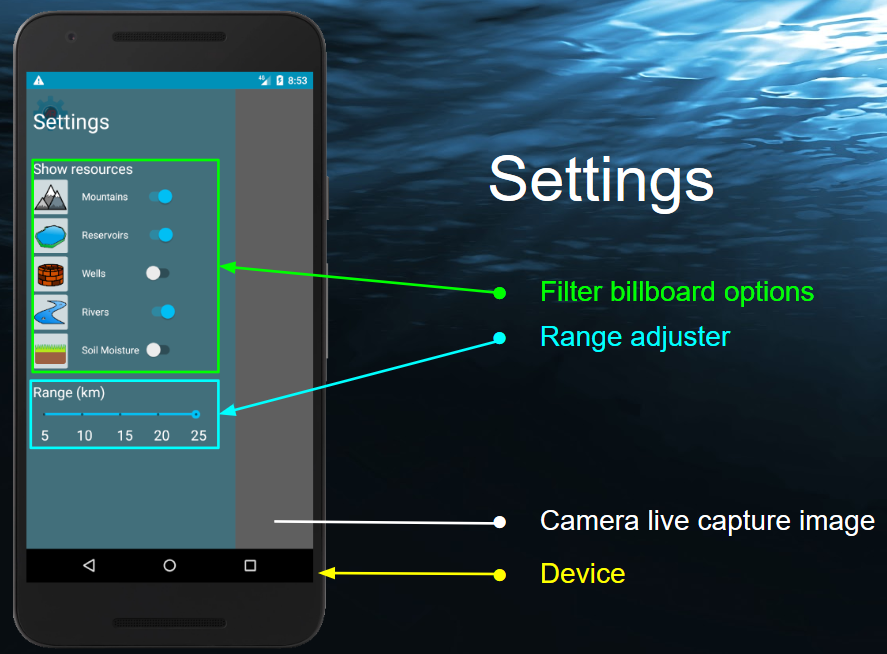 4G 8:53
Settings
Show resources
Mountains
Reservoirs
Wells
Rivers
Soil Moisture
Range (km)
5 10 15 20 25
Settings
Filter billboard options
Range adjuster
Camera live capture image
Device